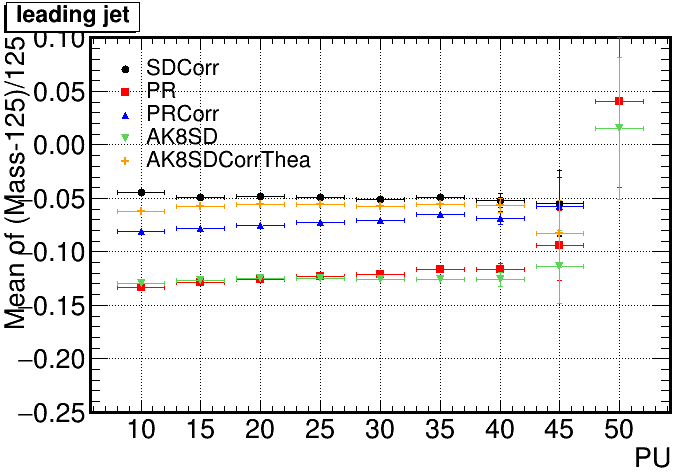 leading jet
Mean of (Mass-125)/125
0.10
0.05
0.00
−0.05
−0.10
−0.15
−0.20
−0.25
SDCorr
PR
PRCorr
AK8SD
AK8SDCorrThea
10 15 20 25 30 35 40 45 50
PU